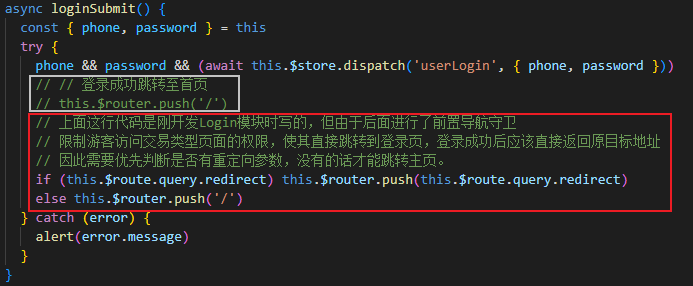 async loginSubmit() {
const { phone, password } = this
try {
phone && password && (await this.$store.dispatch('userLogin', { phone, password }))
// // 登录成功跳转至首页
// this.$router.push('/')
// 上面这行代码是刚开发Login模块时写的，但由于后面进行了前置导航守卫
// 限制游客访问交易类型页面的权限，使其直接跳转到登录页，登录成功后应该直接返回原目标地址
// 因此需要优先判断是否有重定向参数，没有的话才能跳转主页。
if (this.$route.query.redirect) this.$router.push(this.$route.query.redirect)
else this.$router.push('/')
} catch (error) {
alert(error.message)
}
}